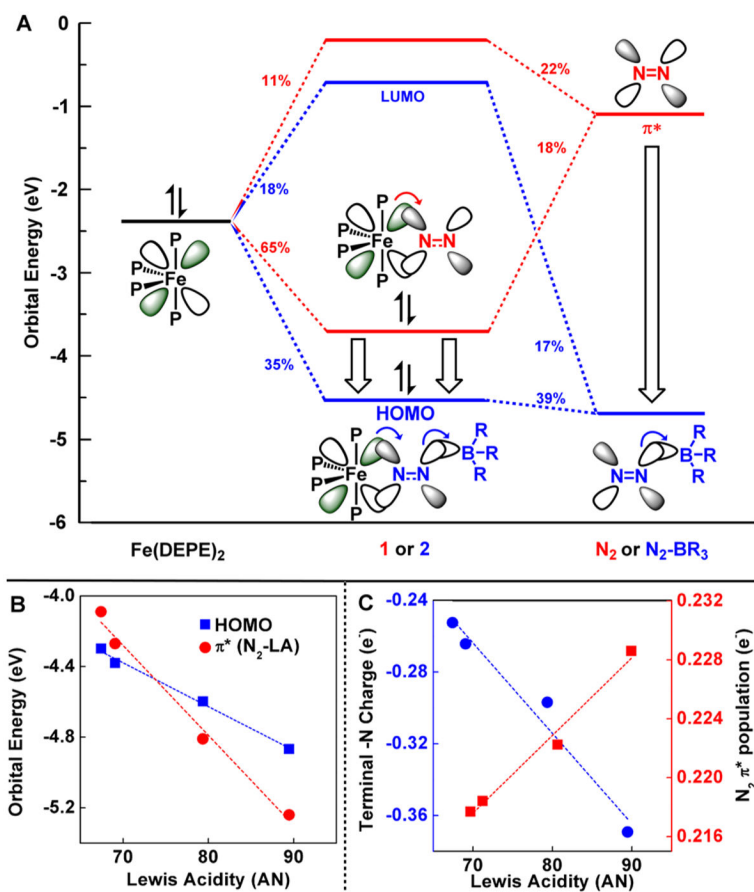 A
0
-1
-2
-3
-4
-5
-6
Orbital Energy (eV)
11%
18%
65%
35%
LUMO
22%
18%
17%
39%
N=N
π*
P
P
P
P
Fe
P
P
P
Fe
N=N
P
HOMO
P
P
P
Fe
N=N
B
R
R
R
P
N=N
B
R
R
R
Fe(DEPE)₂
1 or 2
N₂ or N₂-BR₃
B
-4.0
-4.4
-4.8
-5.2
Orbital Energy (eV)
HOMO
π* (N₂-LA)
70
80
90
Lewis Acidity (AN)
C
-0.24
-0.28
-0.32
-0.36
Terminal -N Charge (e⁻)
0.232
0.228
0.222
0.218
0.216
N₂ π* population (e⁻)
70
80
90
Lewis Acidity (AN)